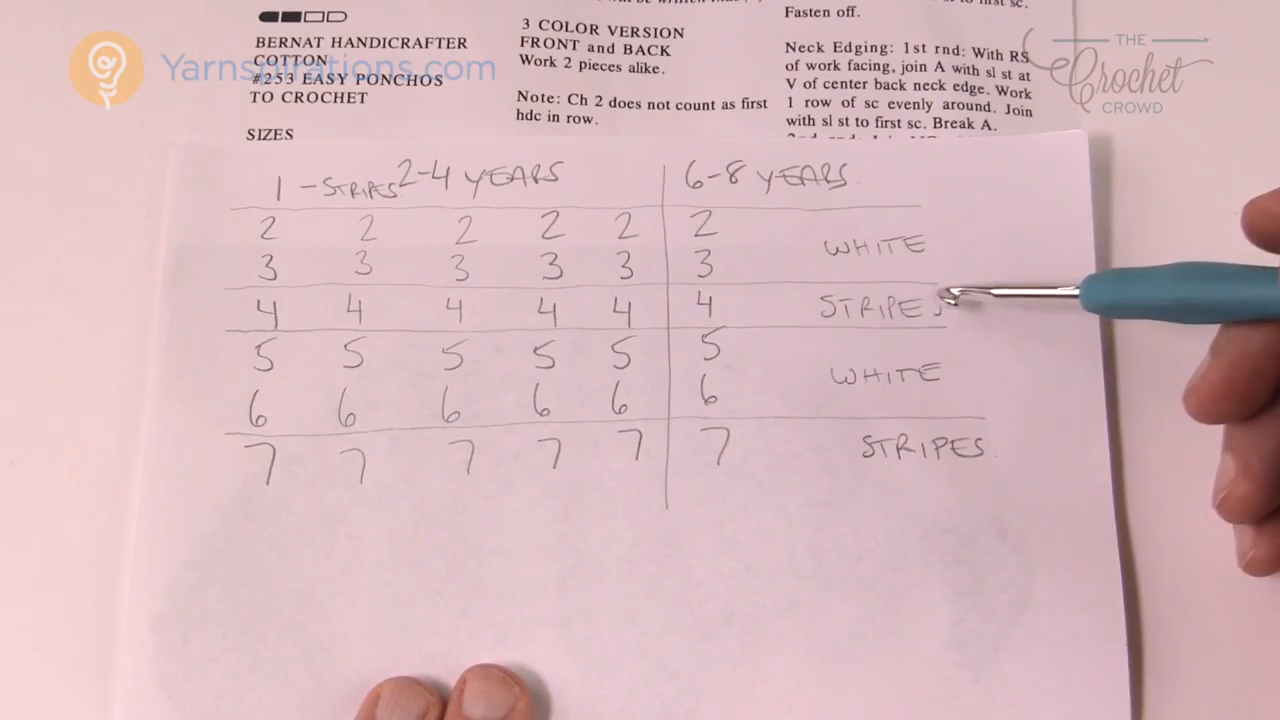 BERNAT HANDICRAFTER
COTTON
#253 EASY PONCHOS
TO CROCHET
SIZES
Yarnspirations.com
3 COLOR VERSION
FRONT and BACK
Work 2 pieces alike.
Note: Ch 2 does not count as first
hdc in row.
Fasten off.
Neck Edging: 1st rnd: With RS
of work facing, join A with sl st at
V of center back neck edge. Work
1 row of sc evenly around. Join
with sl st to first sc. Break A.
THE
Crochet
CROWD
1 - STRIPES 2-4 YEARS 6-8 YEARS
2 2 2 2 2 2
WHITE
3 3 3 3 3 3
4 4 4 4 4 4 STRIPES
5 5 5 5 5 5
WHITE
6 6 6 6 6 6
7 7 7 7 7 7 STRIPES